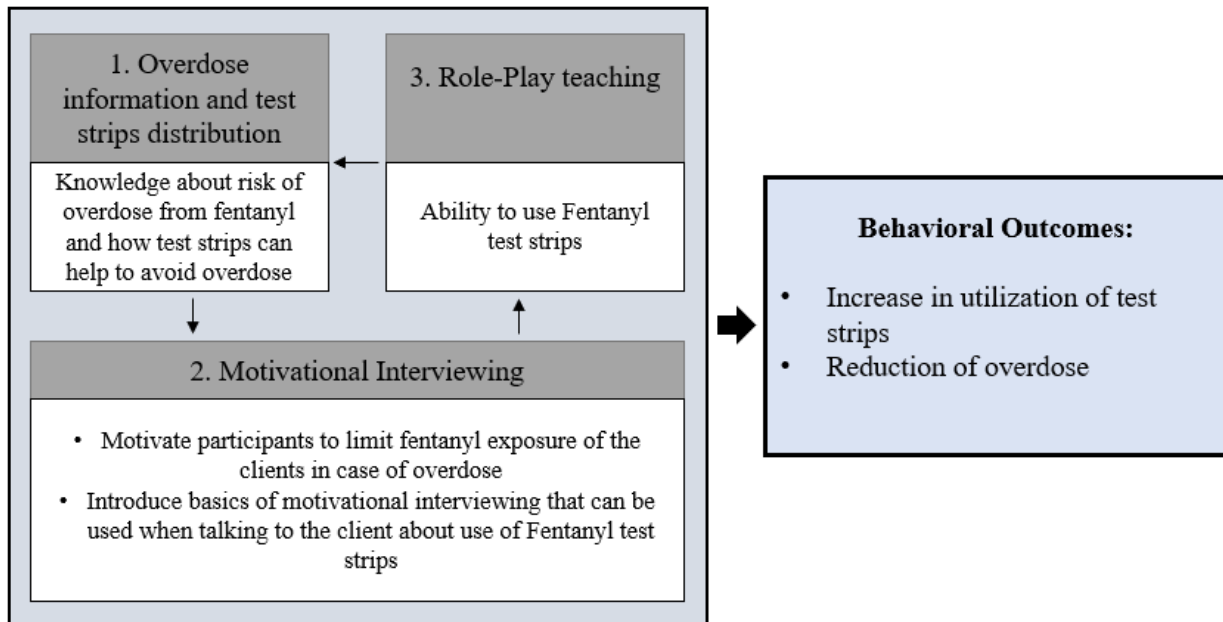 1. Overdose
information and test
strips distribution
Knowledge about risk of
overdose from fentanyl
and how test strips can
help to avoid overdose
3. Role-Play teaching
Ability to use Fentanyl
test strips
2. Motivational Interviewing
• Motivate participants to limit fentanyl exposure of the
clients in case of overdose
• Introduce basics of motivational interviewing that can be
used when talking to the client about use of Fentanyl test
strips
Behavioral Outcomes:
• Increase in utilization of test
strips
• Reduction of overdose